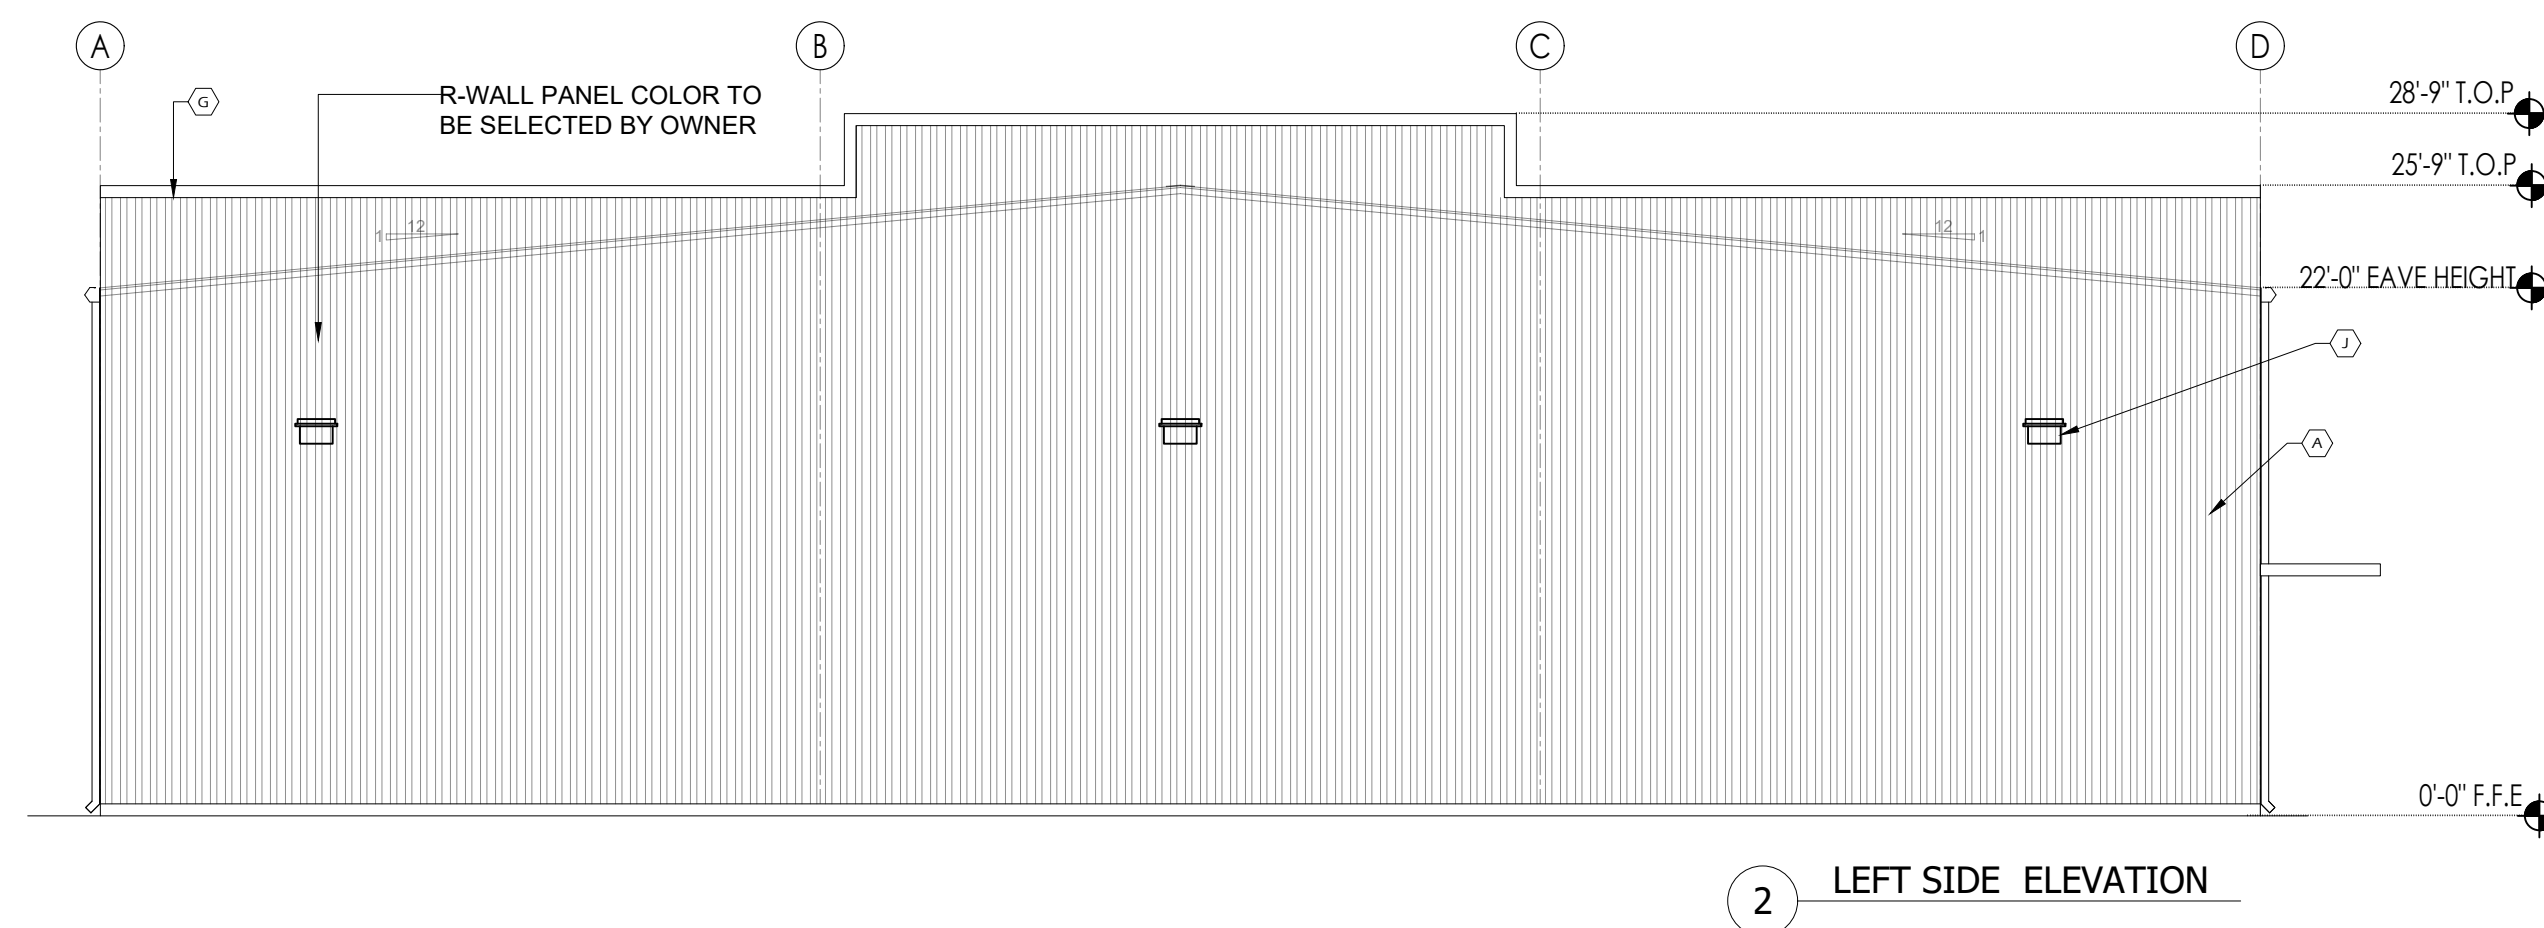 A
B
C
D
G
R-WALL PANEL COLOR TO
BE SELECTED BY OWNER
28'-9" T.O.P
25'-9" T.O.P
12
1
12
1
22'-0" EAVE HEIGHT
J
A
0'-0" F.F.E
2
LEFT SIDE ELEVATION